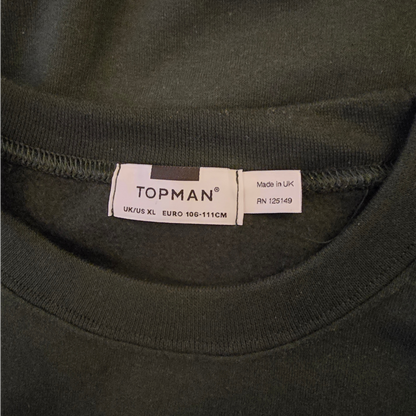 TOPMAN®
UK/US XL EURO 106-111CM
Made in UK
RN 125149